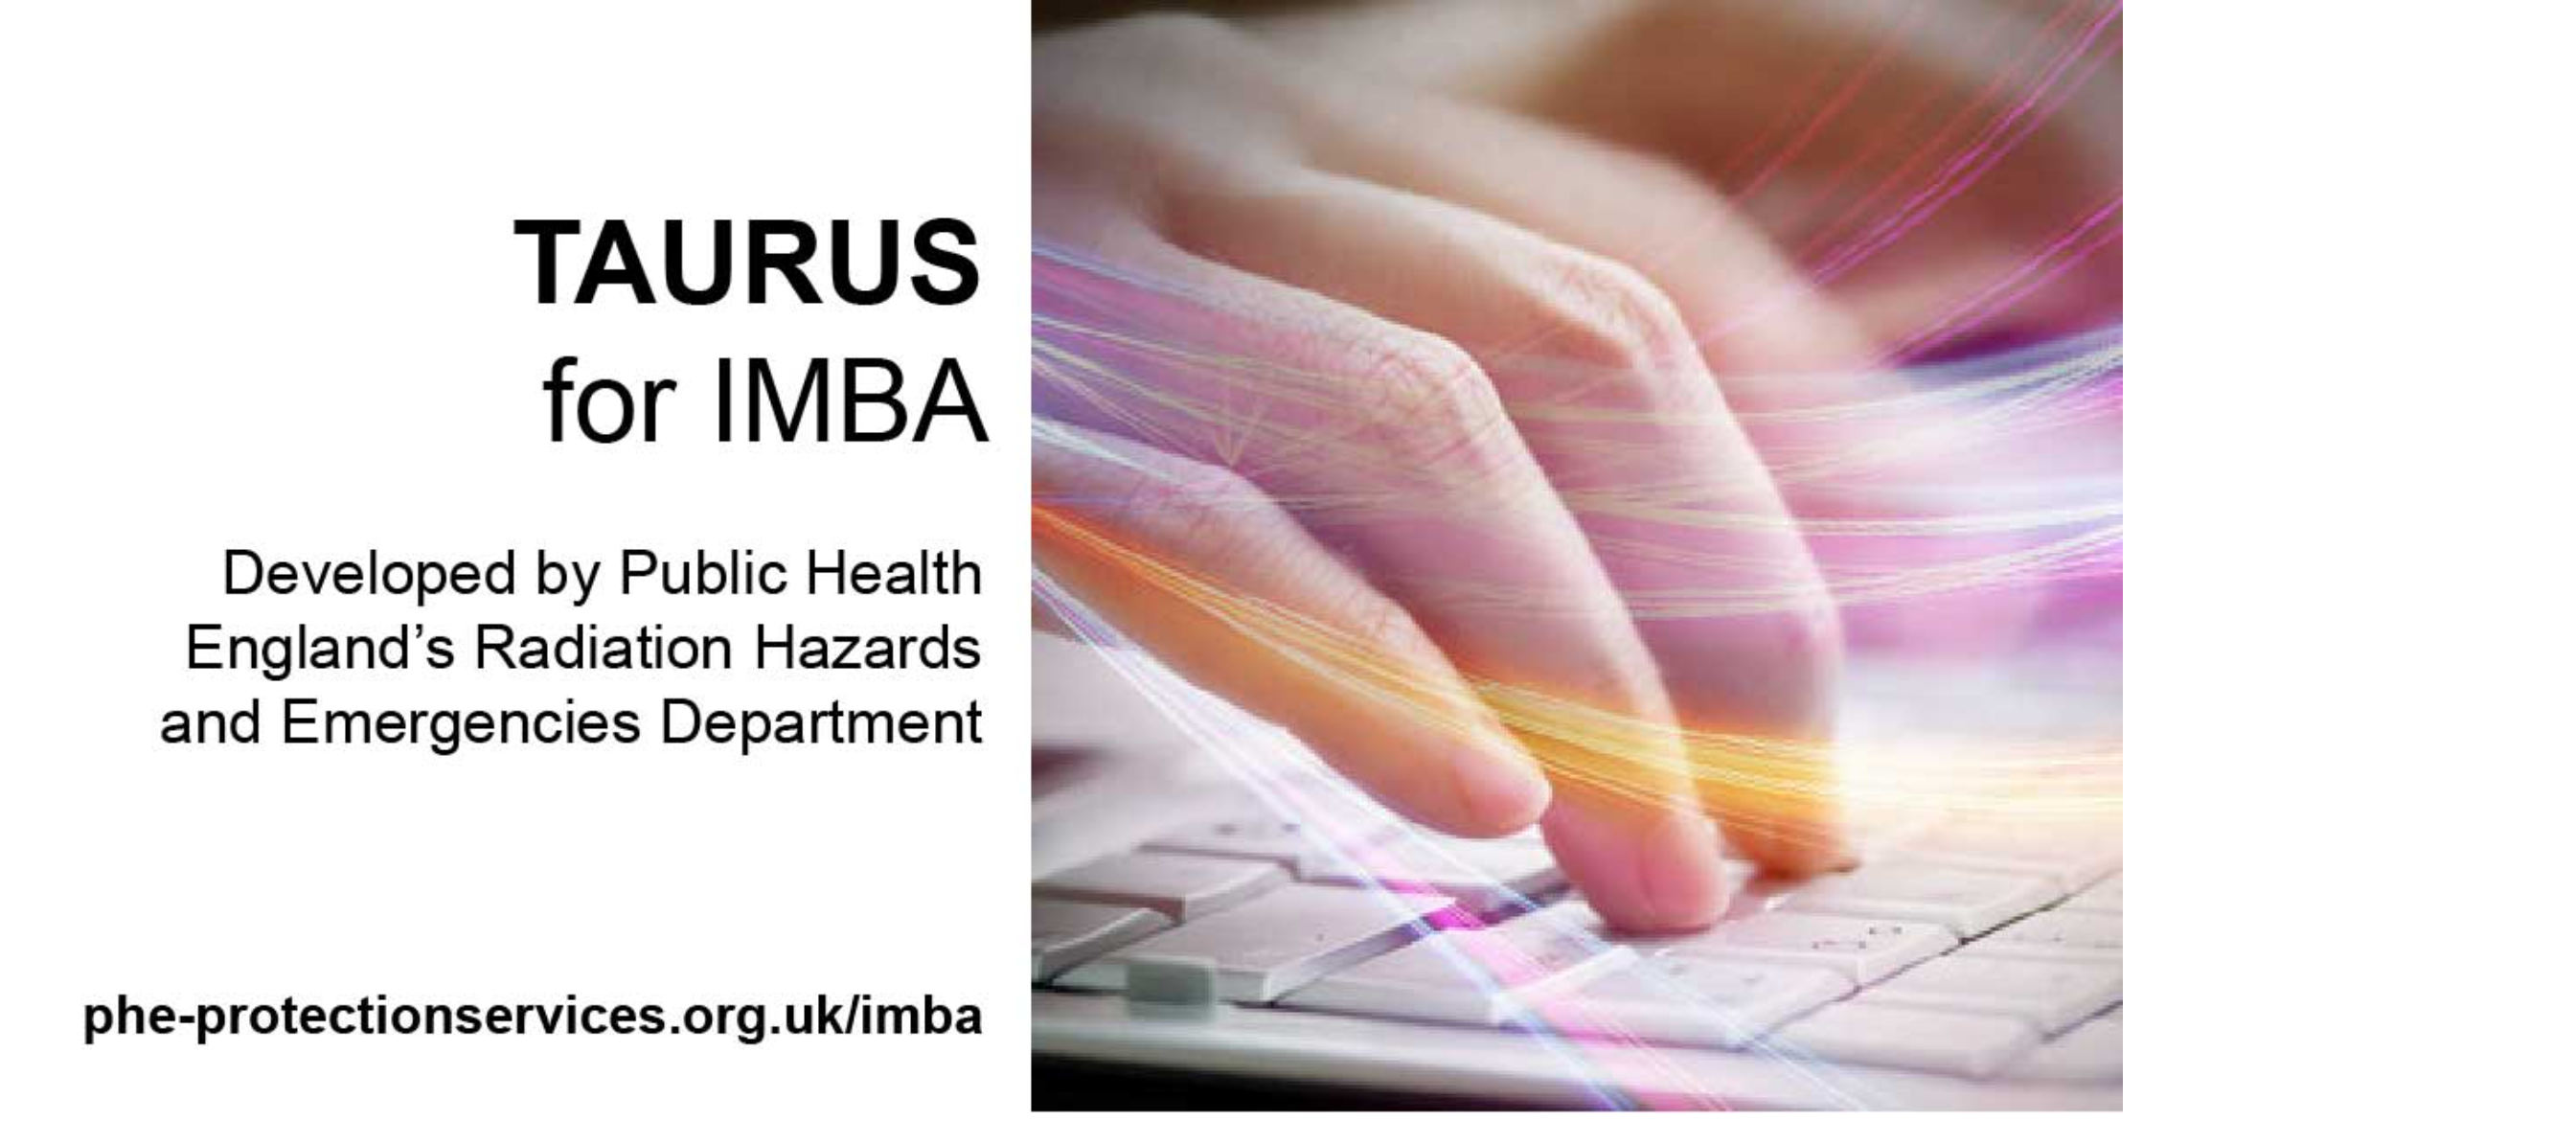 TAURUS
for IMBA
Developed by Public Health
England’s Radiation Hazards
and Emergencies Department
phe-protectionservices.org.uk/imba